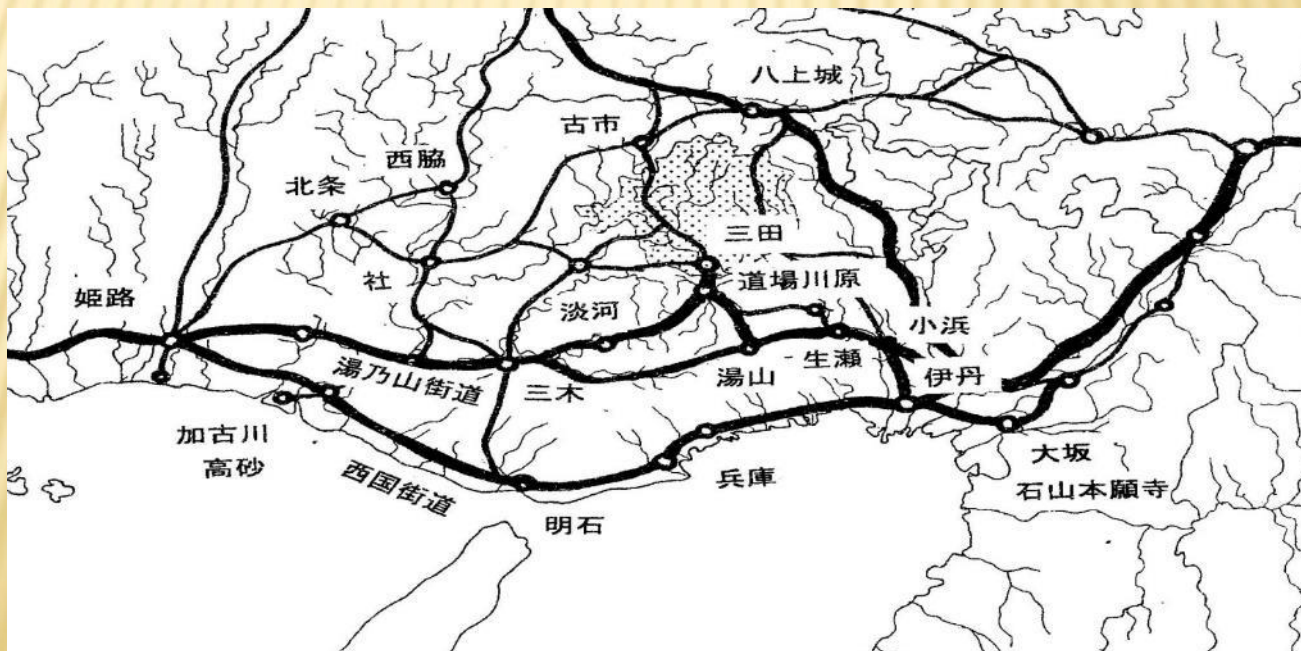 八上城
古市
西脇
北条
三田
社
道場川原
姫路
淡河
小浜
生瀬
湯乃山街道
三木
湯山
伊丹
加古川
高砂
西国街道
兵庫
大坂
石山本願寺
明石